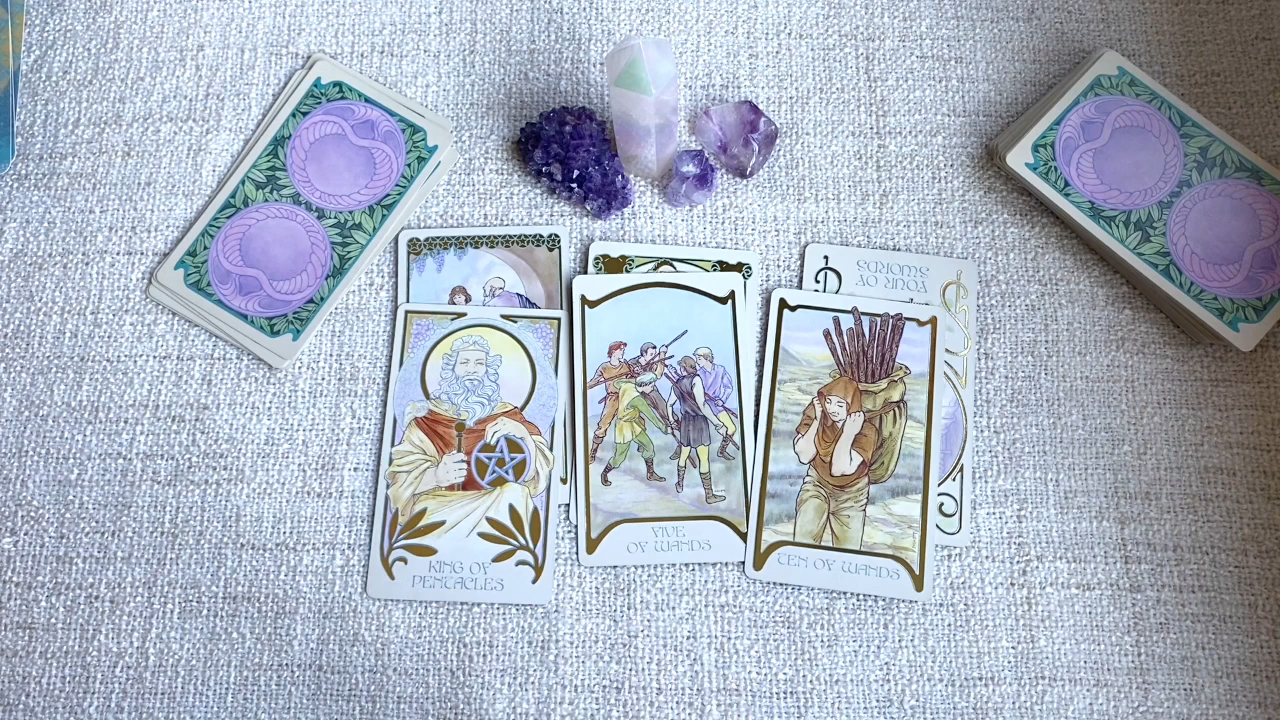 FOUR OF
SWORDS
KING OF
PENTACLES
FIVE
OF WANDS
TEN OF WANDS